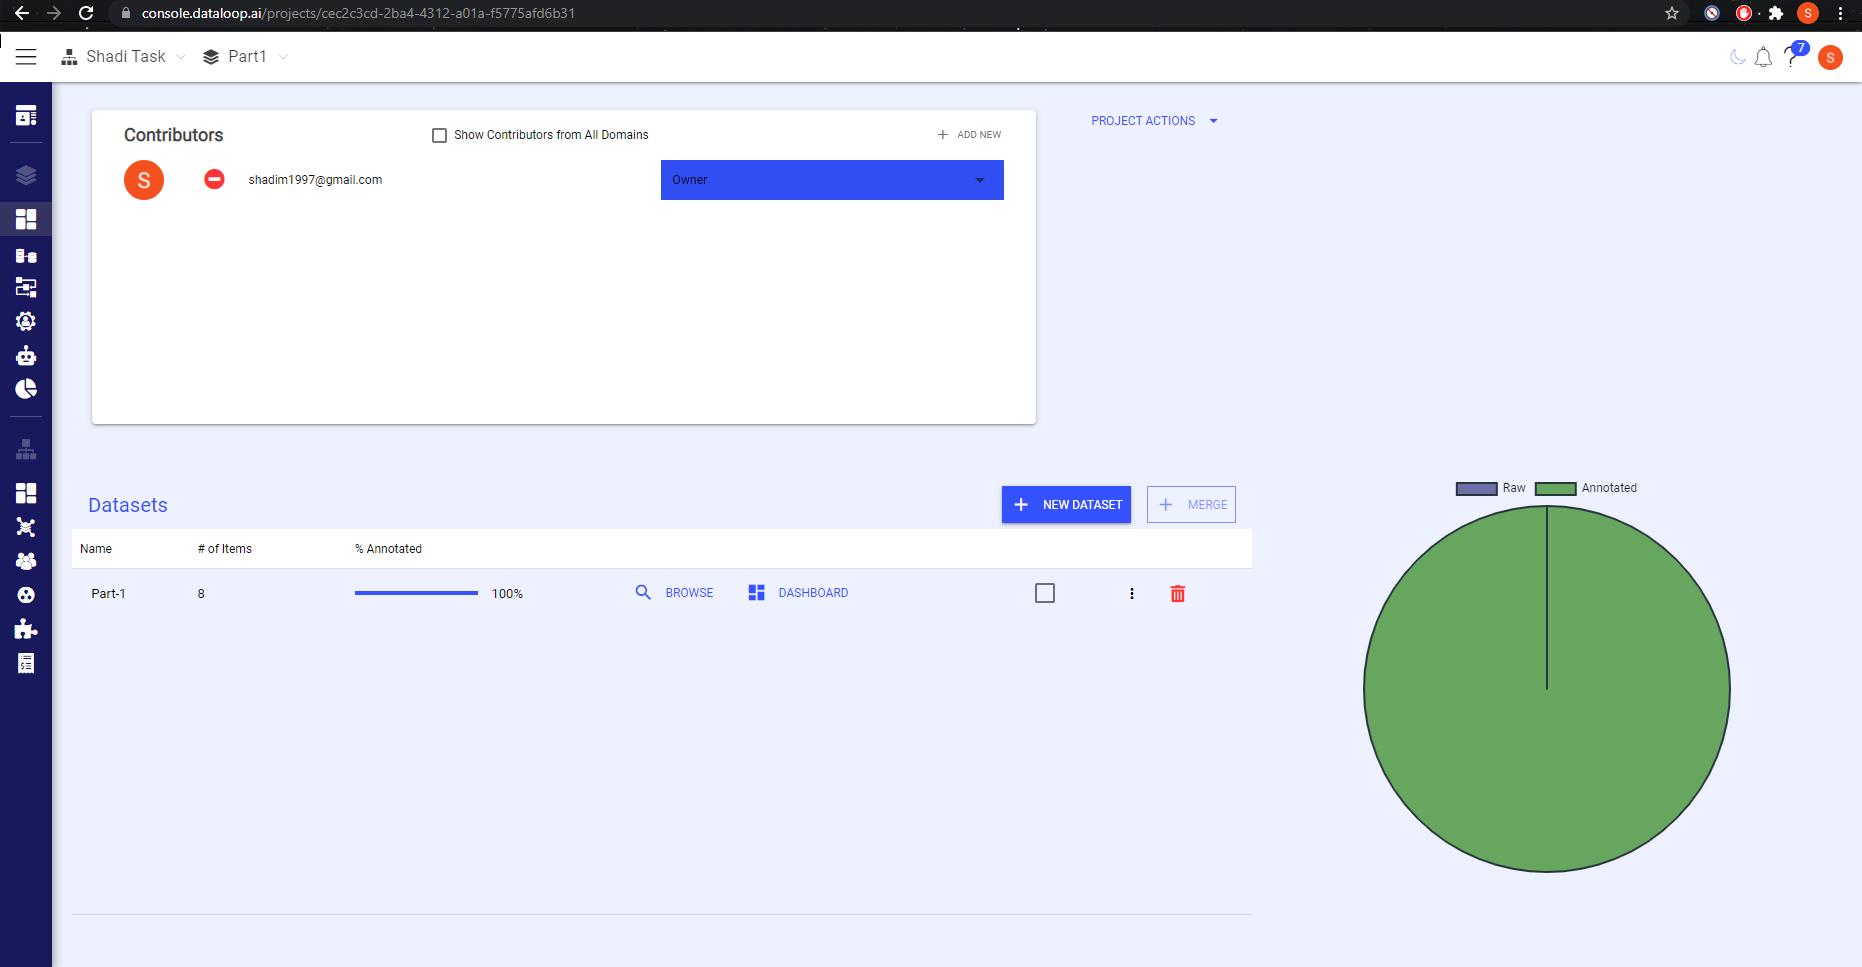 console.dataloop.ai/projects/cec2c3cd-2ba4-4312-a01a-f5775afd6b31
S
Shadi Task
Part1
7
S
Contributors
Show Contributors from All Domains
+ ADD NEW
PROJECT ACTIONS
S
shadim1997@gmail.com
Owner
Raw
Annotated
Datasets
+ NEW DATASET
+ MERGE
Name
# of Items
% Annotated
Part-1
8
100%
BROWSE
DASHBOARD